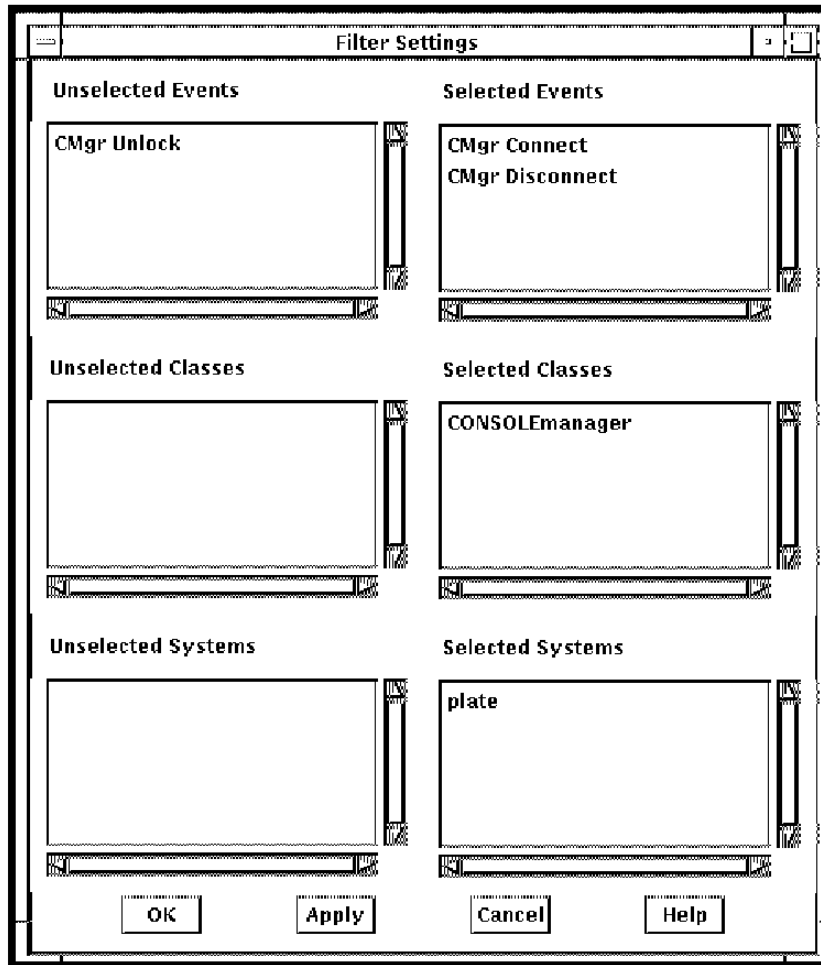 Filter Settings
Unselected Events
Selected Events
CMgr Unlock
CMgr Connect
CMgr Disconnect
Unselected Classes
Selected Classes
CONSOLEmanager
Unselected Systems
Selected Systems
plate
OK
Apply
Cancel
Help